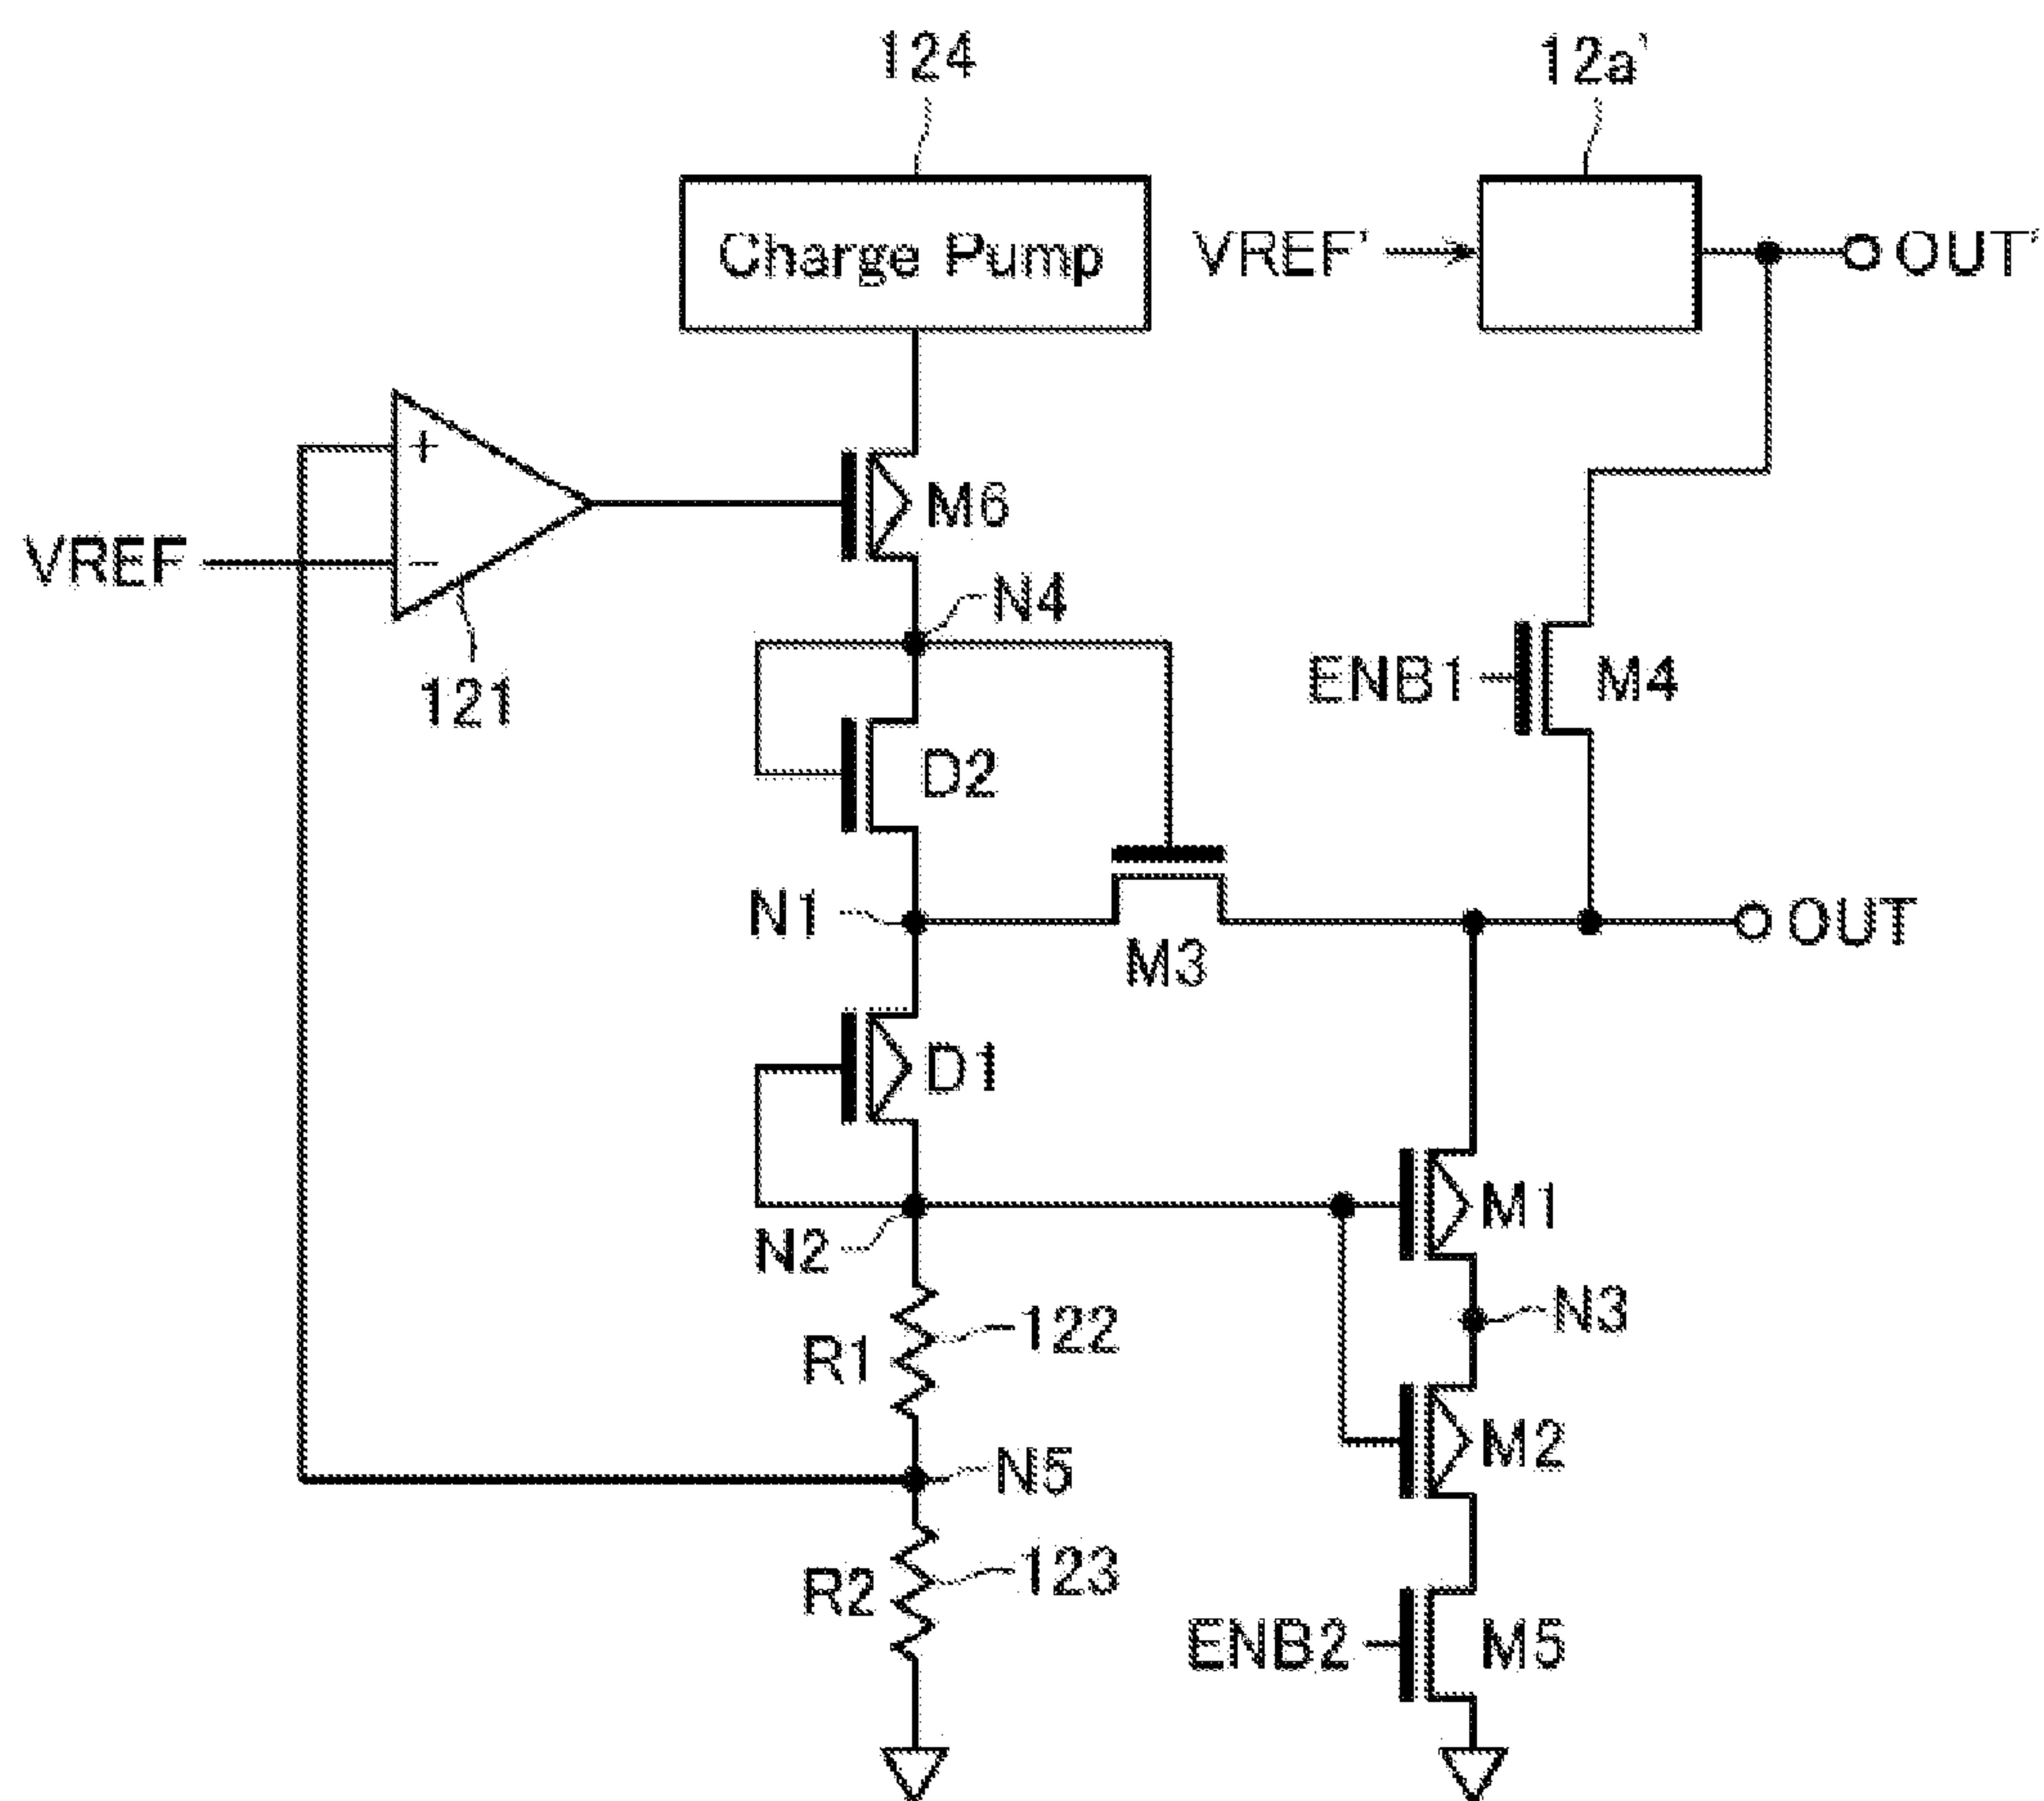 124
12a'
Charge Pump
VREF'
OUT'
+
M6
VREF
−
N4
121
ENB1
M4
D2
N1
OUT
M3
D1
M1
N2
N3
122
R1
M2
N5
123
R2
ENB2
M5